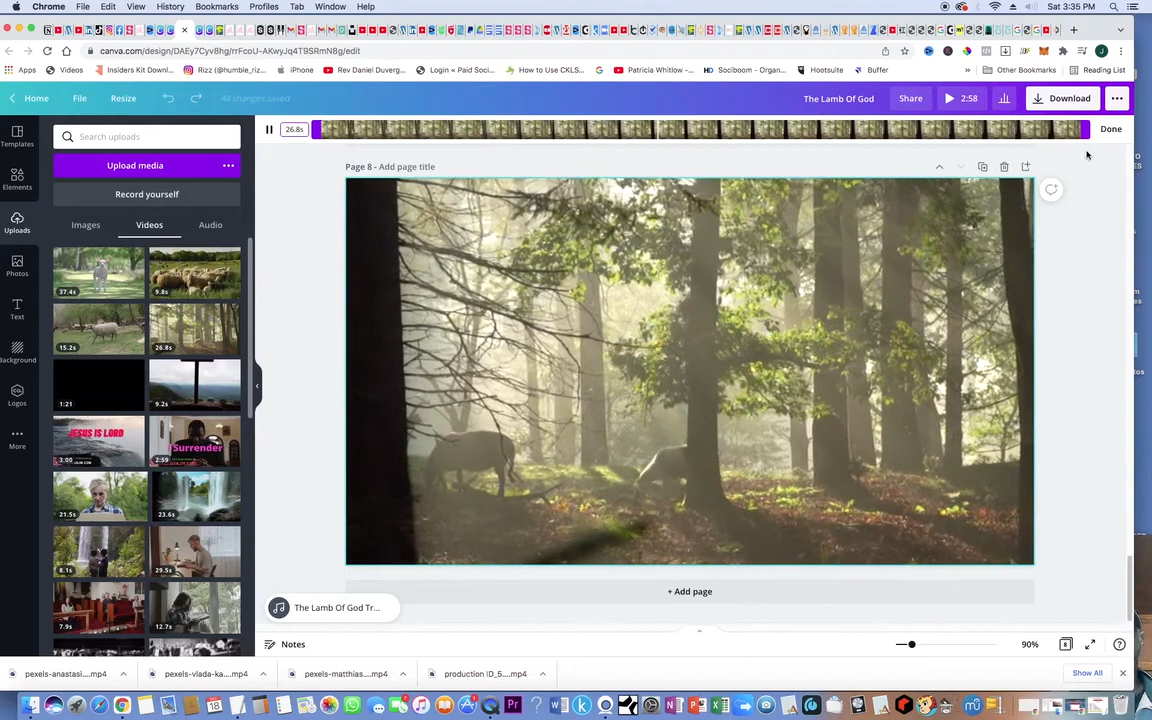 Chrome File Edit View History Bookmarks Profiles Tab Window Help Sat 3:35 PM
canva.com/design/DAEy7Cyv8hg/rrFcoU-AKwyJq4T9SRmN8g/edit
Apps Videos Insiders Kit Downl... Rizz (@humble_riz... iPhone Rev Daniel Duverg... Login « Paid Soci... How to Use CKLS... Patricia Whitlow -... Sociboom - Organ... Hootsuite Buffer » Other Bookmarks Reading List
Home File Resize All changes saved The Lamb Of God Share 2:58 Download
Templates
Elements
Uploads
Photos
Text
Background
Logos
More
Search uploads
Upload media
Record yourself
Images Videos Audio
37.4s 9.8s
15.2s 26.8s
1:21 9.2s
JESUS IS LORD Surrender
3:00 2:59
21.5s 23.6s
8.1s 29.5s
7.9s 12.7s
26.8s Done
Page 8 - Add page title
+ Add page
The Lamb Of God Tr...
Notes 90% 8
pexels-anastasi....mp4 pexels-vlada-ka....mp4 pexels-matthias....mp4 production ID_5....mp4 Show All